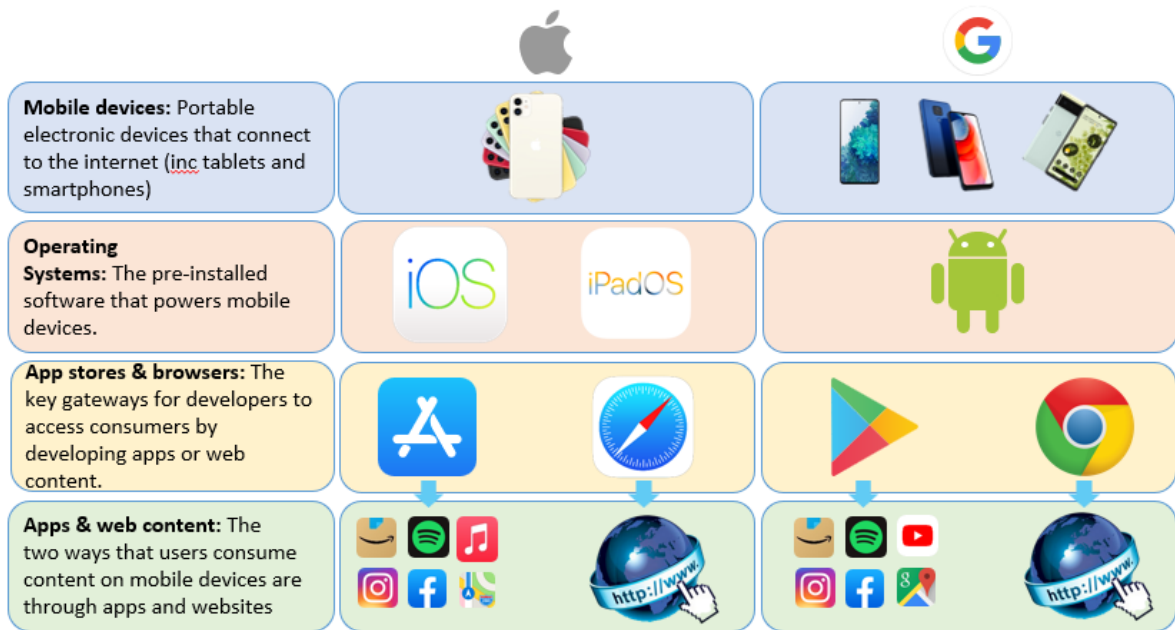 Mobile devices: Portable
electronic devices that connect
to the internet (inc tablets and
smartphones)
Operating
Systems: The pre-installed
software that powers mobile
devices.
iOS
iPadOS
App stores & browsers: The
key gateways for developers to
access consumers by
developing apps or web
content.
Apps & web content: The
two ways that users consume
content on mobile devices are
through apps and websites
http://www.
http://www.